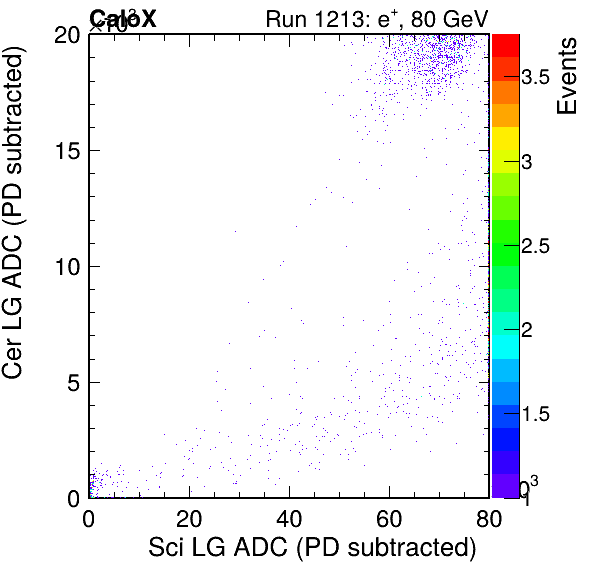 CaloX
×10³
Run 1213: e⁺, 80 GeV
Events
Cer LG ADC (PD subtracted)
20
15
10
5
0
3.5
3
2.5
2
1.5
1
0 20 40 60 80
Sci LG ADC (PD subtracted)